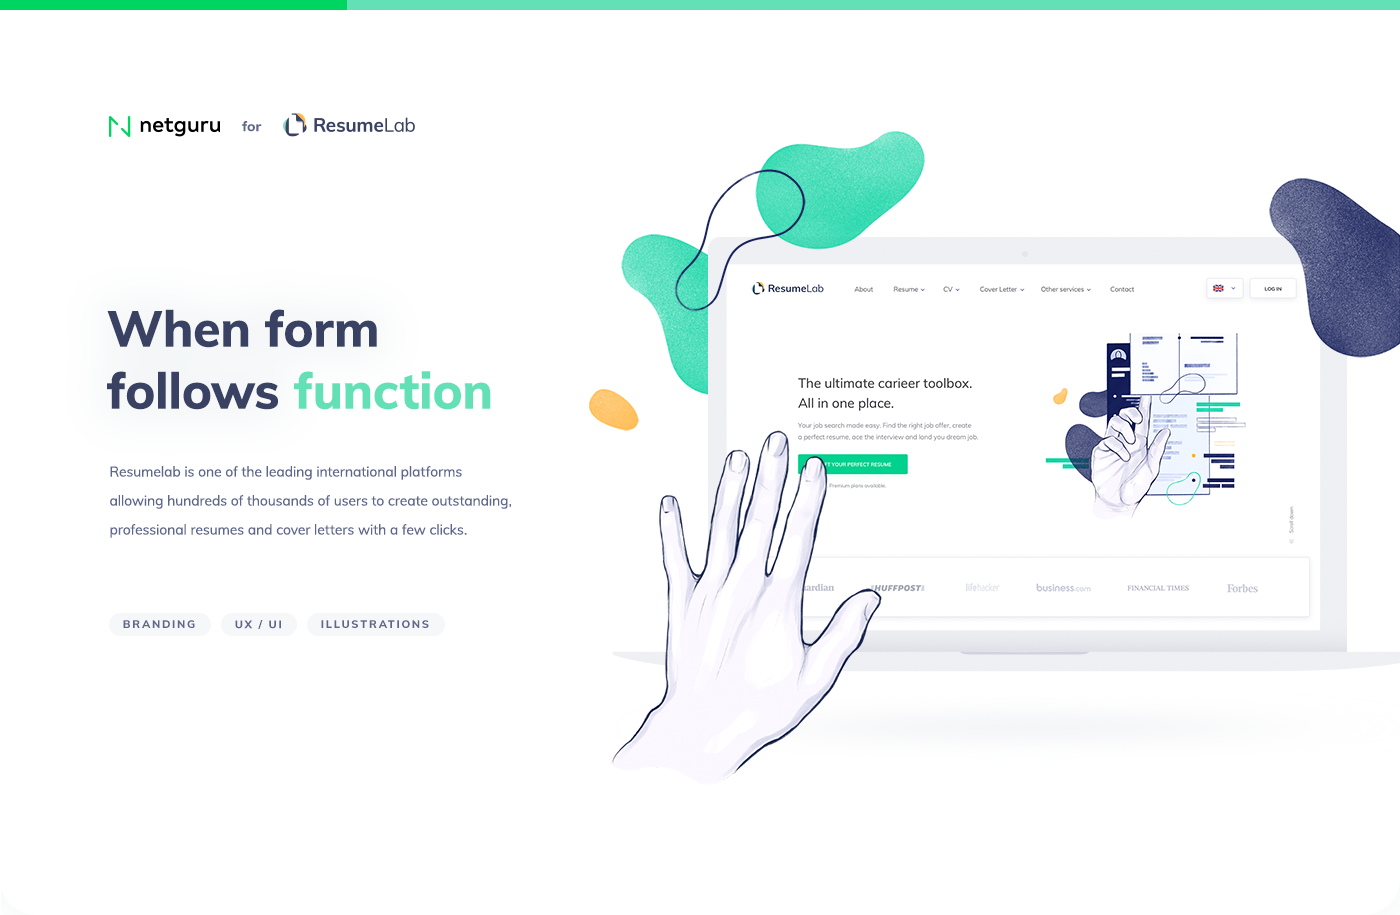 netguru for ResumeLab
When form
follows function
Resumelab is one of the leading international platforms
allowing hundreds of thousands of users to create outstanding,
professional resumes and cover letters with a few clicks.
BRANDING UX / UI ILLUSTRATIONS
ResumeLab About Resume CV Cover Letter Other services Contact LOG IN
The ultimate carieer toolbox.
All in one place.
Your job search made easy. Find the right job offer, create
a perfect resume, ace the interview and land you dream job.
YOUR PERFECT RESUME
Premium plans available.
Scroll down
HUFFPOST lifehacker business.com FINANCIAL TIMES Forbes